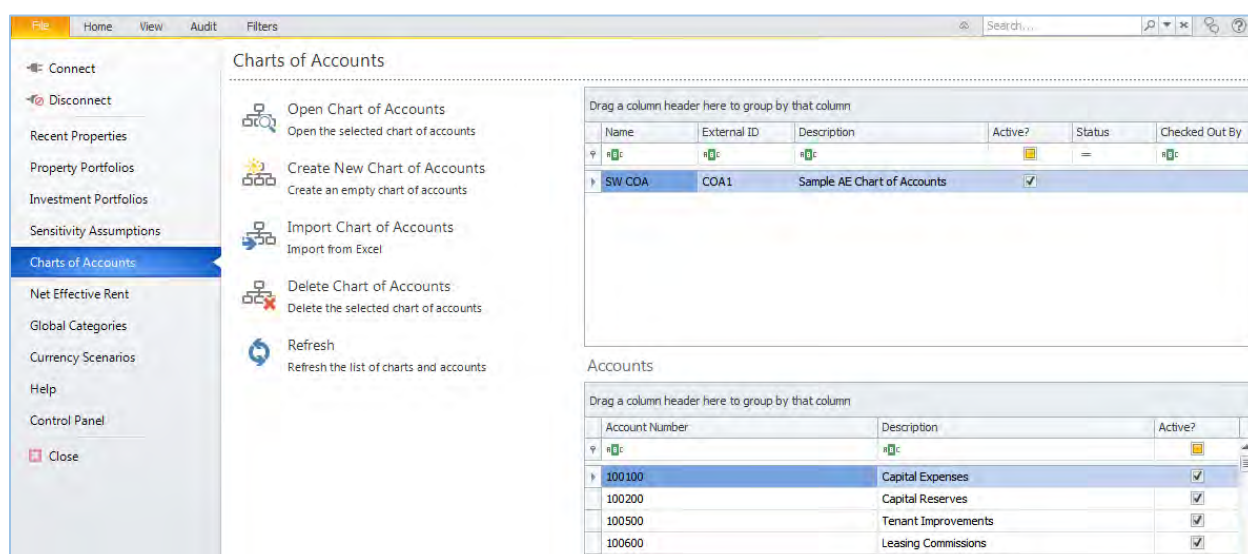 File Home View Audit Filters Search...
Connect
Disconnect
Recent Properties
Property Portfolios
Investment Portfolios
Sensitivity Assumptions
Charts of Accounts
Net Effective Rent
Global Categories
Currency Scenarios
Help
Control Panel
Close
Charts of Accounts
Open Chart of Accounts
Open the selected chart of accounts
Create New Chart of Accounts
Create an empty chart of accounts
Import Chart of Accounts
Import from Excel
Delete Chart of Accounts
Delete the selected chart of accounts
Refresh
Refresh the list of charts and accounts
Drag a column header here to group by that column
Name External ID Description Active? Status Checked Out By
ABC ABC ABC = ABC
SW COA COA1 Sample AE Chart of Accounts
Accounts
Drag a column header here to group by that column
Account Number Description Active?
ABC ABC
100100 Capital Expenses
100200 Capital Reserves
100500 Tenant Improvements
100600 Leasing Commissions